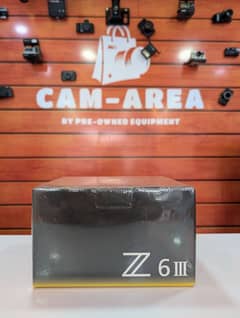 CAM-AREA
BY PRE-OWNED EQUIPMENT
Z 6III